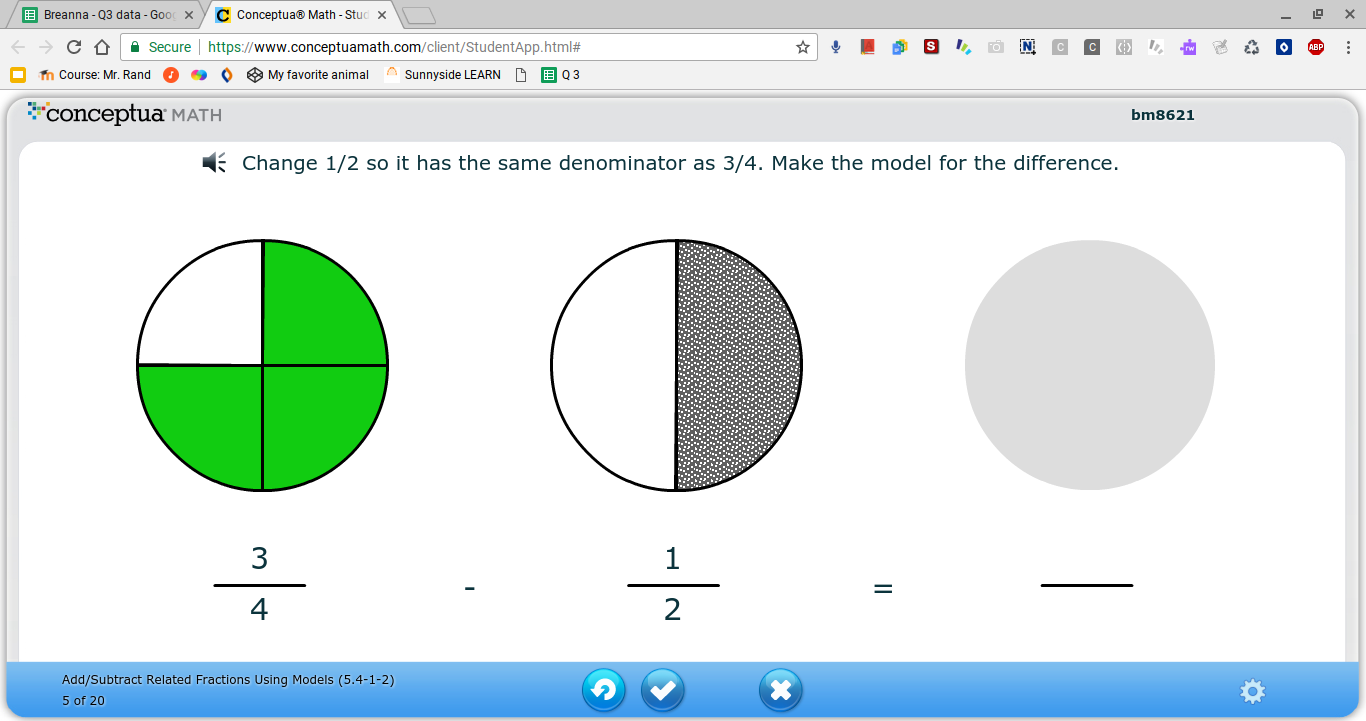 Breanna - Q3 data - Goo
Conceptua® Math - Stud
Secure
https://www.conceptuamath.com/client/StudentApp.html#
Course: Mr. Rand
My favorite animal
Sunnyside LEARN
Q 3
conceptua® MATH
bm8621
Change 1/2 so it has the same denominator as 3/4. Make the model for the difference.
3
4
-
1
2
=
Add/Subtract Related Fractions Using Models (5.4-1-2)
5 of 20